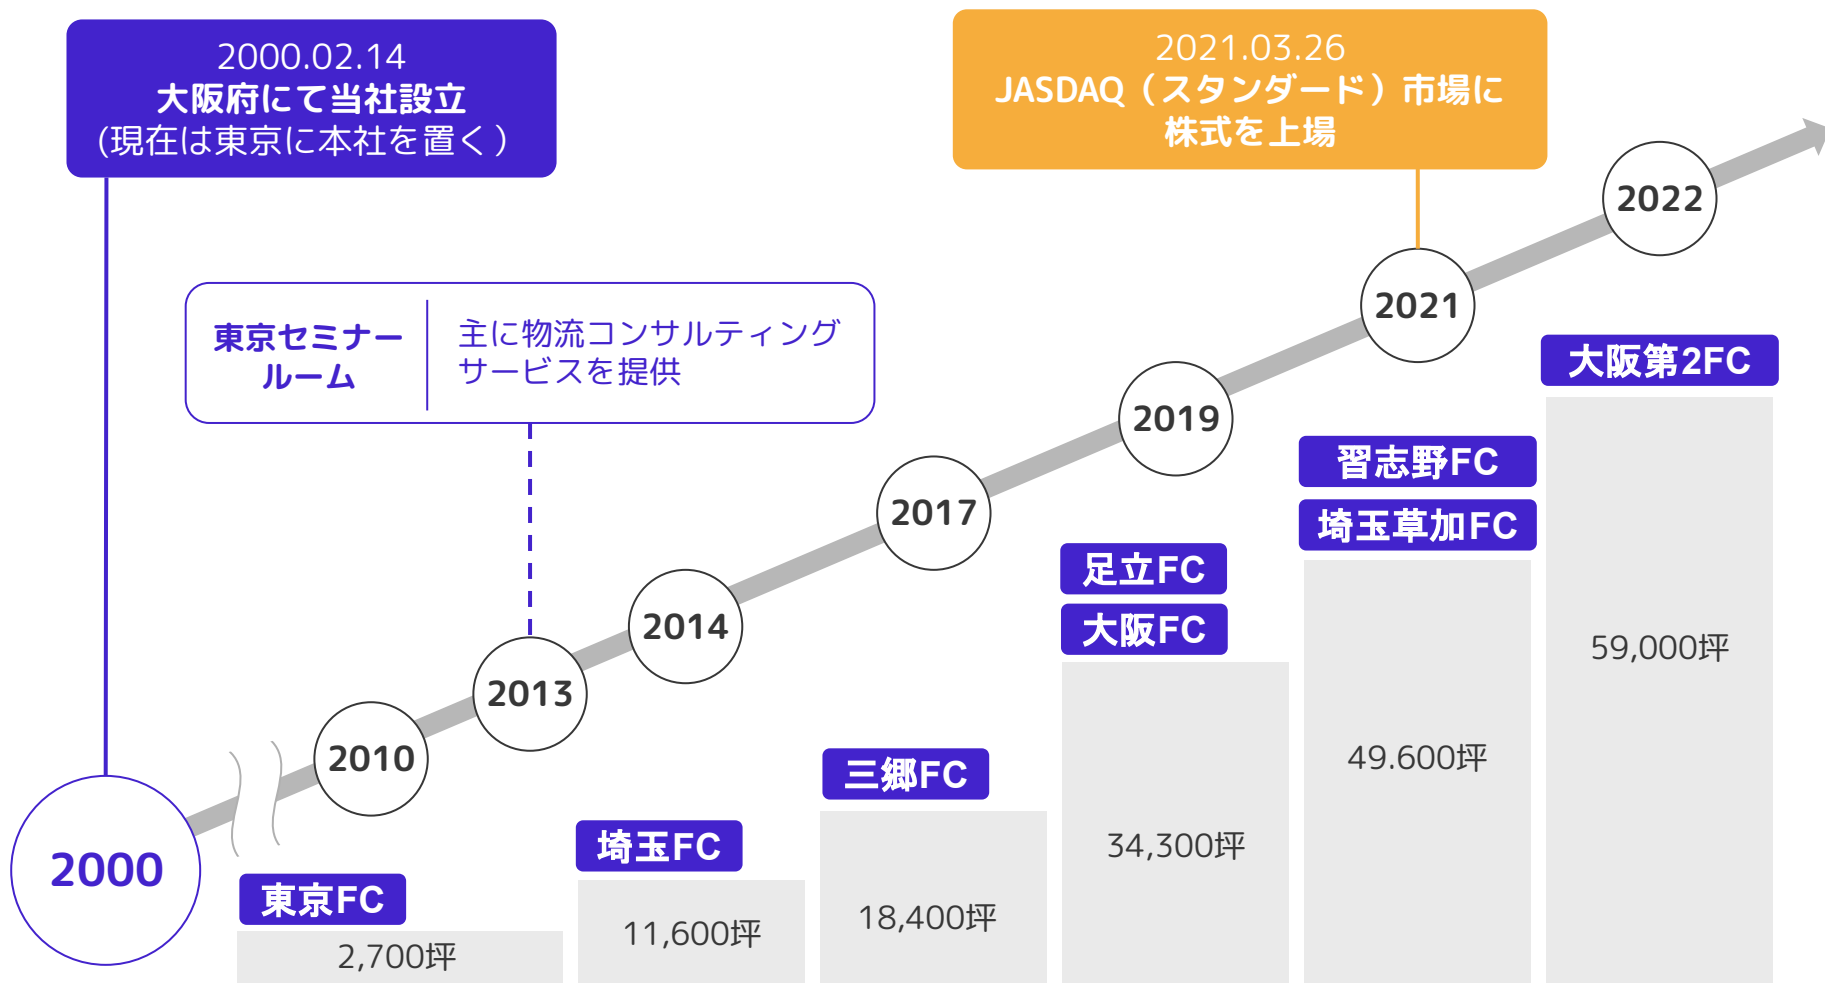 2000.02.14
大阪府にて当社設立
(現在は東京に本社を置く）
2021.03.26
JASDAQ（スタンダード）市場に
株式を上場
東京セミナー
ルーム
主に物流コンサルティング
サービスを提供
2000
2010
2013
2014
2017
2019
2021
2022
東京FC
2,700坪
埼玉FC
11,600坪
三郷FC
18,400坪
足立FC
大阪FC
34,300坪
習志野FC
埼玉草加FC
49.600坪
大阪第2FC
59,000坪